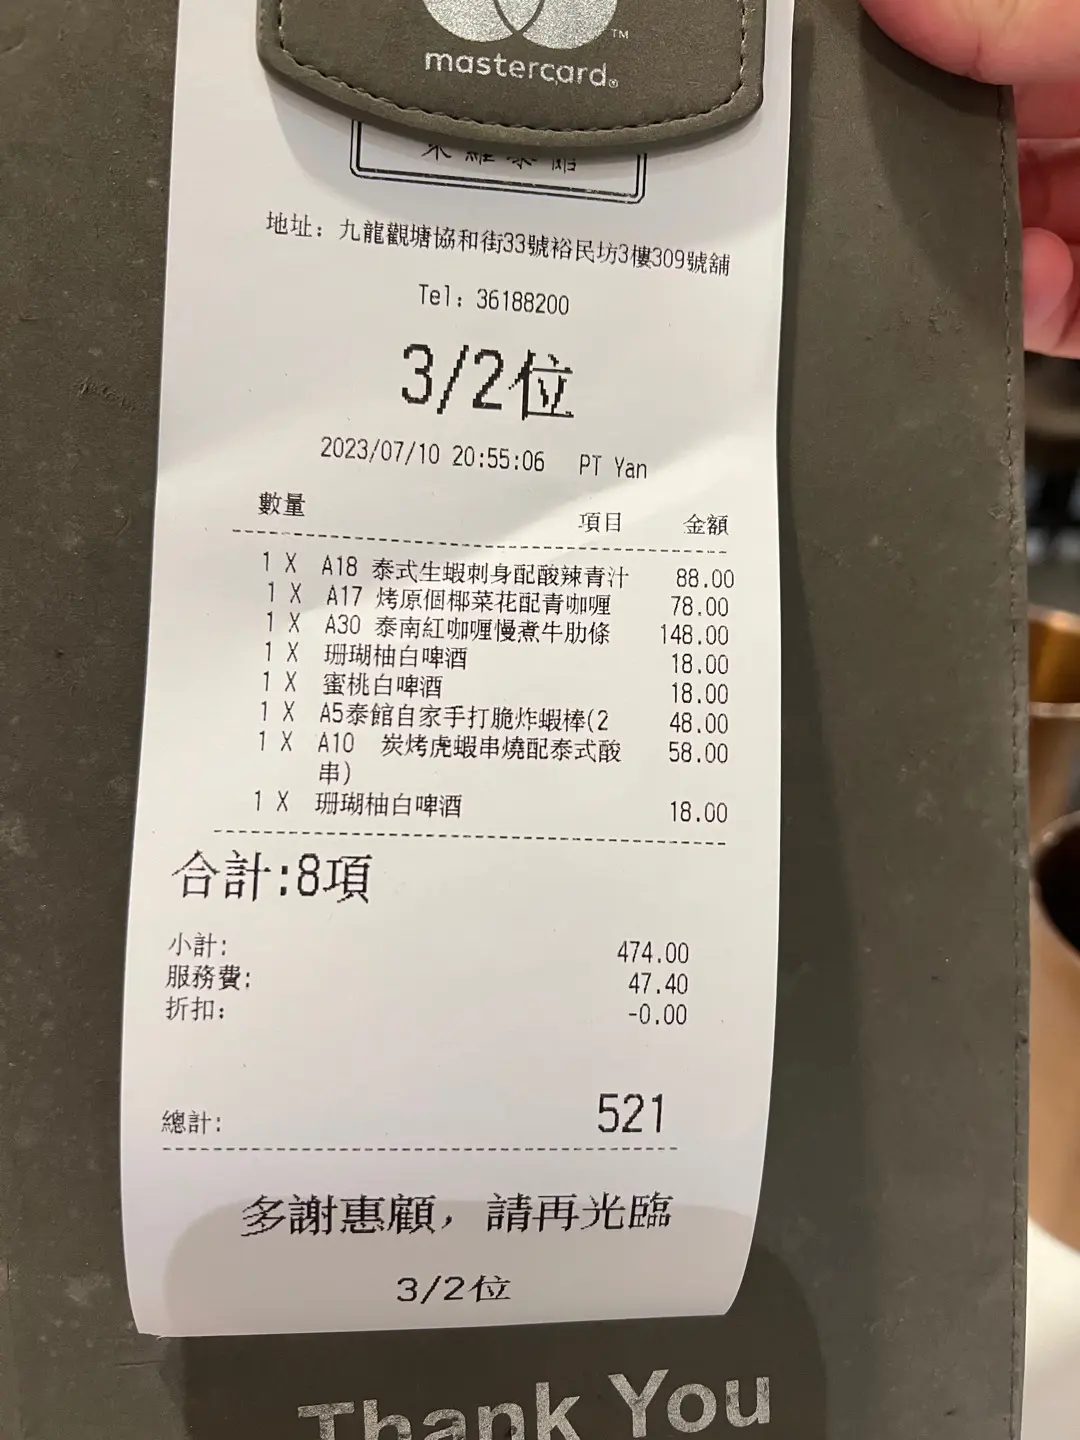 mastercard®
地址：九龍觀塘協和街33號裕民坊3樓309號舖
Tel：36188200
3/2位
2023/07/10 20:55:06 PT Yan
數量 項目 金額
1 X A18 泰式生蝦刺身配酸辣青汁 88.00
1 X A17 烤原個椰菜花配青咖喱 78.00
1 X A30 泰南紅咖喱慢煮牛肋條 148.00
1 X 珊瑚柚白啤酒 18.00
1 X 蜜桃白啤酒 18.00
1 X A5泰館自家手打脆炸蝦棒(2 48.00
1 X A10 炭烤虎蝦串燒配泰式酸 58.00
串)
1 X 珊瑚柚白啤酒 18.00
合計:8項
小計: 474.00
服務費: 47.40
折扣: -0.00
總計: 521
多謝惠顧，請再光臨
3/2位
Thank You